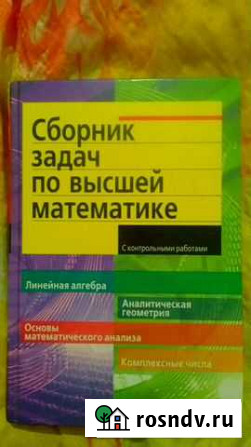 Сборник
задач
по высшей
математике
С контрольными работами
Линейная алгебра
Аналитическая
геометрия
Основы
математического анализа
Комплексные числа
rosndv.ru